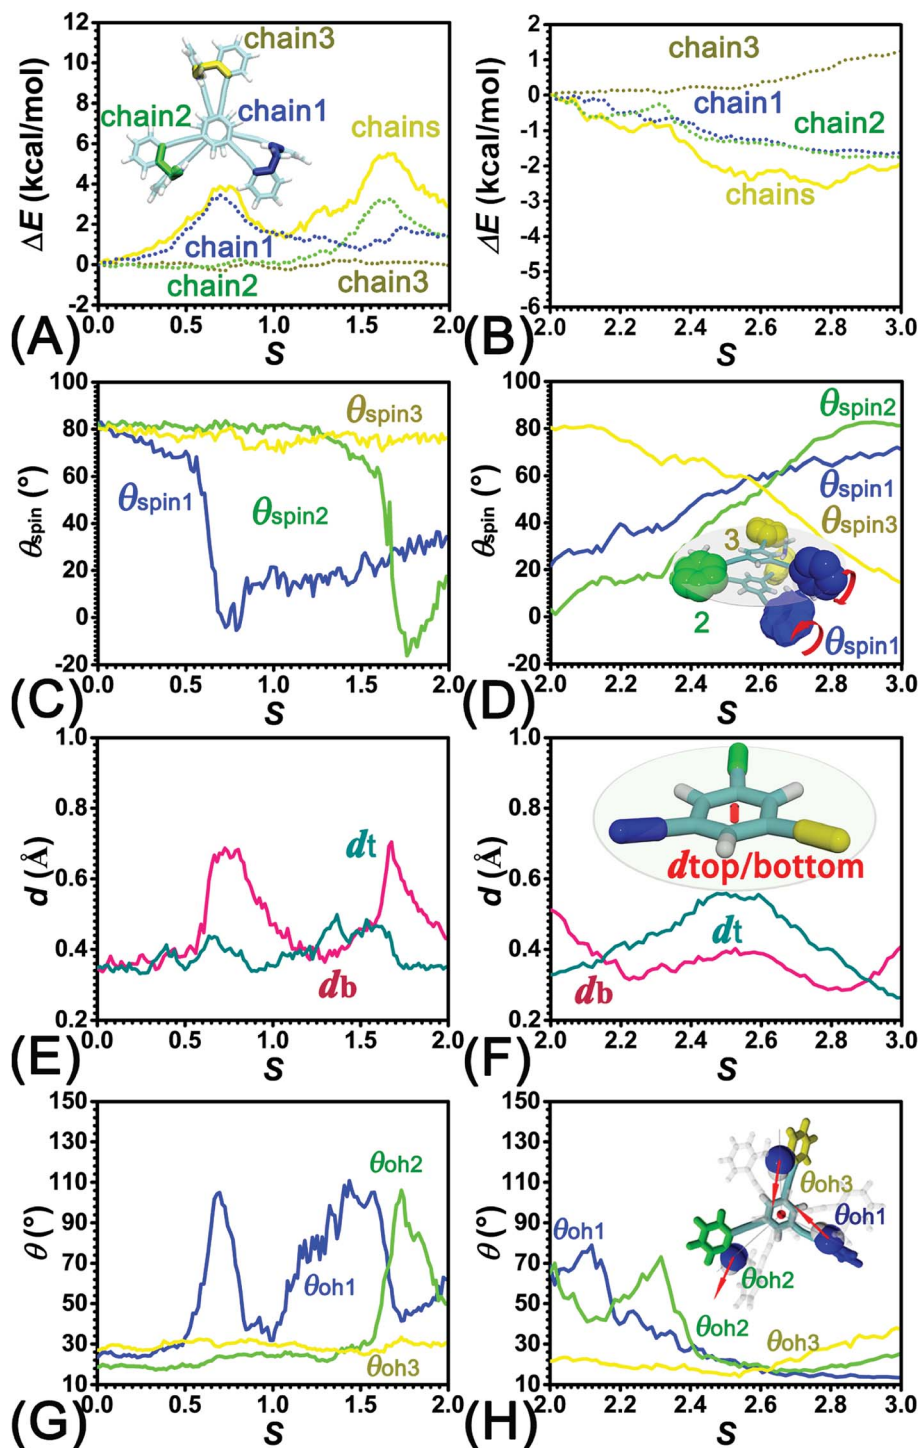 12
10
8
6
4
2
0
-2
ΔE (kcal/mol)
chain3
chain2
chain1
chains
chain1
chain2
chain3
0.0 0.5 1.0 1.5 2.0
(A)
S
2
1
0
-1
-2
-3
-4
-5
-6
ΔE (kcal/mol)
chain3
chain1
chain2
chains
2.0 2.2 2.4 2.6 2.8 3.0
(B)
S
100
80
60
40
20
0
-20
θspin (°)
θspin3
θspin1
θspin2
0.0 0.5 1.0 1.5 2.0
(C)
S
100
80
60
40
20
0
-20
θspin (°)
θspin2
θspin1
θspin3
3
2
θspin1
2.0 2.2 2.4 2.6 2.8 3.0
(D)
S
1.0
0.8
0.6
0.4
0.2
d (Å)
dt
db
0.0 0.5 1.0 1.5 2.0
(E)
S
1.0
0.8
0.6
0.4
0.2
d (Å)
dtop/bottom
dt
db
2.0 2.2 2.4 2.6 2.8 3.0
(F)
S
150
130
110
90
70
50
30
10
θ (°)
θoh2
θoh1
θoh3
0.0 0.5 1.0 1.5 2.0
(G)
S
150
130
110
90
70
50
30
10
θ (°)
θoh3
θoh1
θoh1
θoh2
θoh2
θoh3
2.0 2.2 2.4 2.6 2.8 3.0
(H)
S